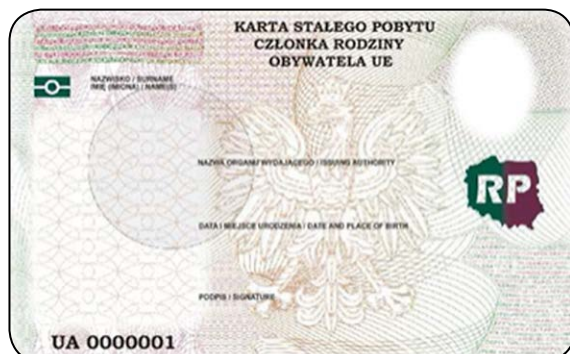 KARTA STAŁEGO POBYTU
CZŁONKA RODZINY
OBYWATELA UE
NAZWISKO / SURNAME
IMIĘ (IMIONA) / NAME(S)
NAZWA ORGANU WYDAJĄCEGO / ISSUING AUTHORITY
RP
DATA I MIEJSCE URODZENIA / DATE AND PLACE OF BIRTH
PODPIS / SIGNATURE
UA 0000001